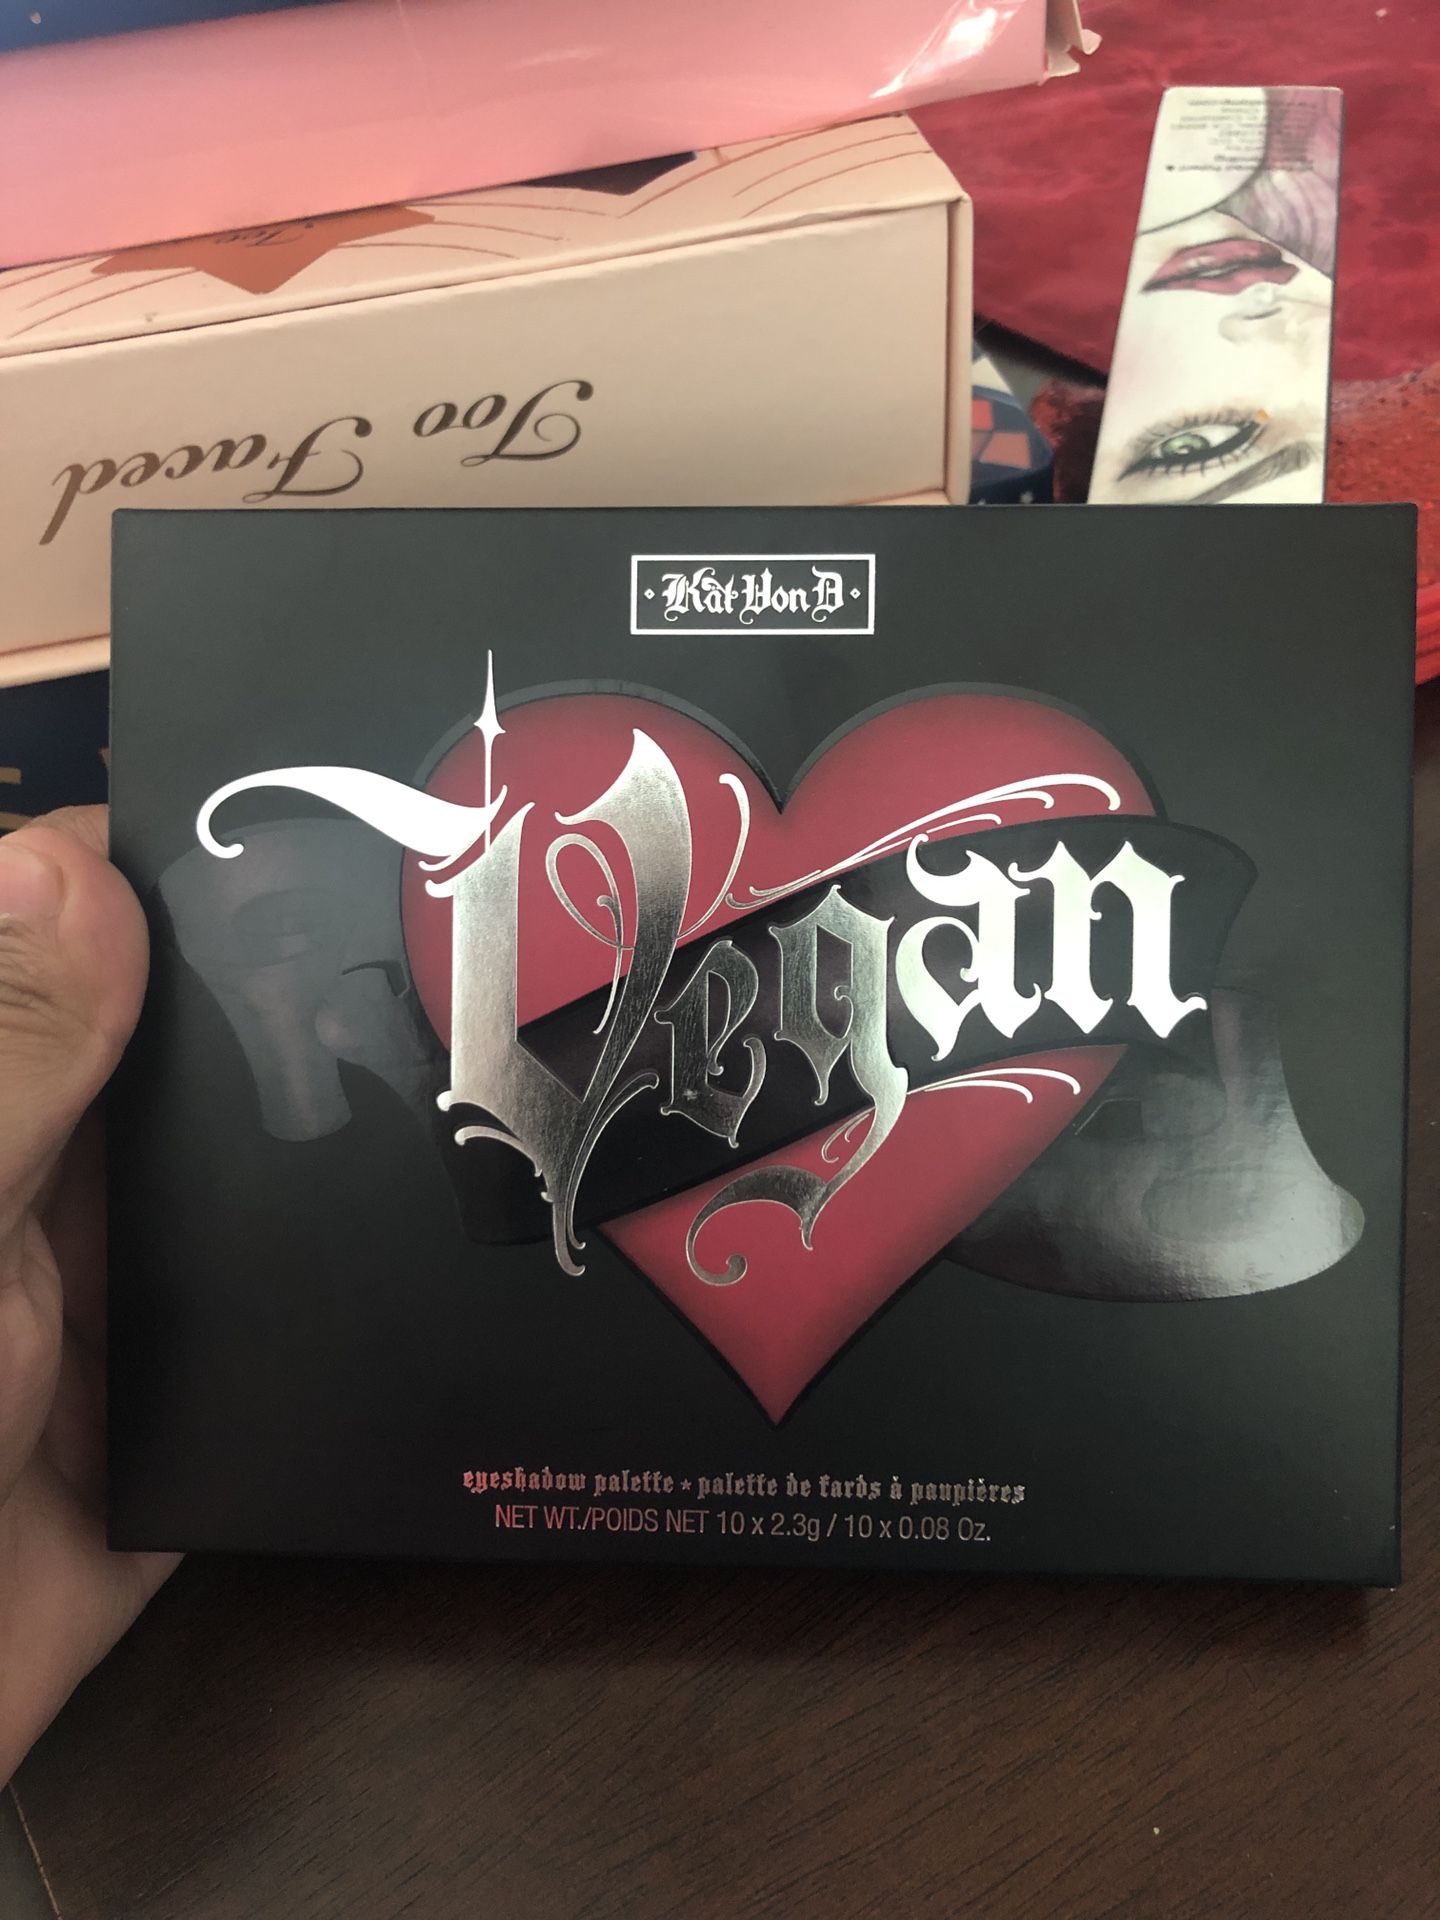 Too
Too Faced
·Kat Von D·
Vegan
eyeshadow palette ★ palette de fards à paupières
NET WT./POIDS NET 10 x 2.3g / 10 x 0.08 Oz.